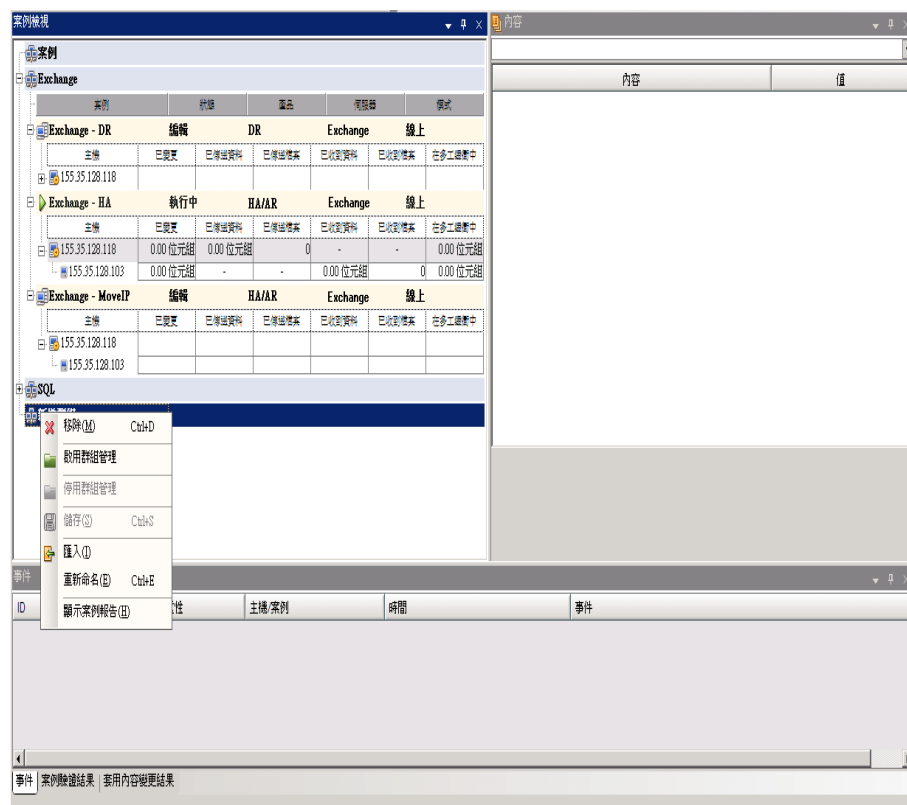 案例檢視
內容
案例
Exchange
內容 值
案例 狀態 產品 伺服器 模式
Exchange - DR 編輯 DR Exchange 線上
主機 已變更 已傳送資料 已傳送檔案 已收到資料 已收到檔案 在多工緩衝中
155.35.128.118
Exchange - HA 執行中 HA/AR Exchange 線上
主機 已變更 已傳送資料 已傳送檔案 已收到資料 已收到檔案 在多工緩衝中
155.35.128.118 0.00 位元組 0.00 位元組 0 - - 0.00 位元組
155.35.128.103 0.00 位元組 - - 0.00 位元組 0 0.00 位元組
Exchange - MoveIP 編輯 HA/AR Exchange 線上
主機 已變更 已傳送資料 已傳送檔案 已收到資料 已收到檔案 在多工緩衝中
155.35.128.118
155.35.128.103
SQL
移除(M) Ctrl+D
啟用群組管理
停用群組管理
儲存(S) Ctrl+S
匯入(I)
重新命名(E) Ctrl+E
顯示案例報告(H)
事件
ID 性 主機/案例 時間 事件
事件 案例驗證結果 套用內容變更結果